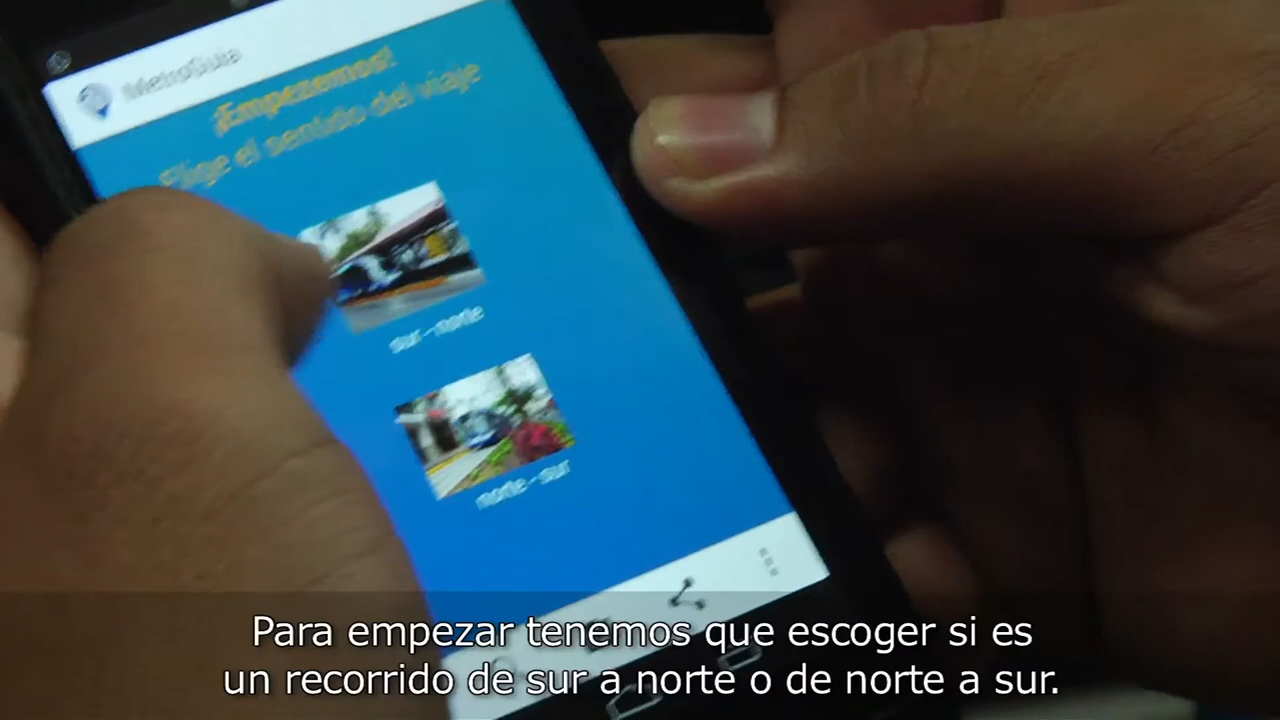 MetroGuia
¡Empezemos!
Elige el sentido del viaje
sur - norte
norte - sur
Para empezar tenemos que escoger si es
un recorrido de sur a norte o de norte a sur.